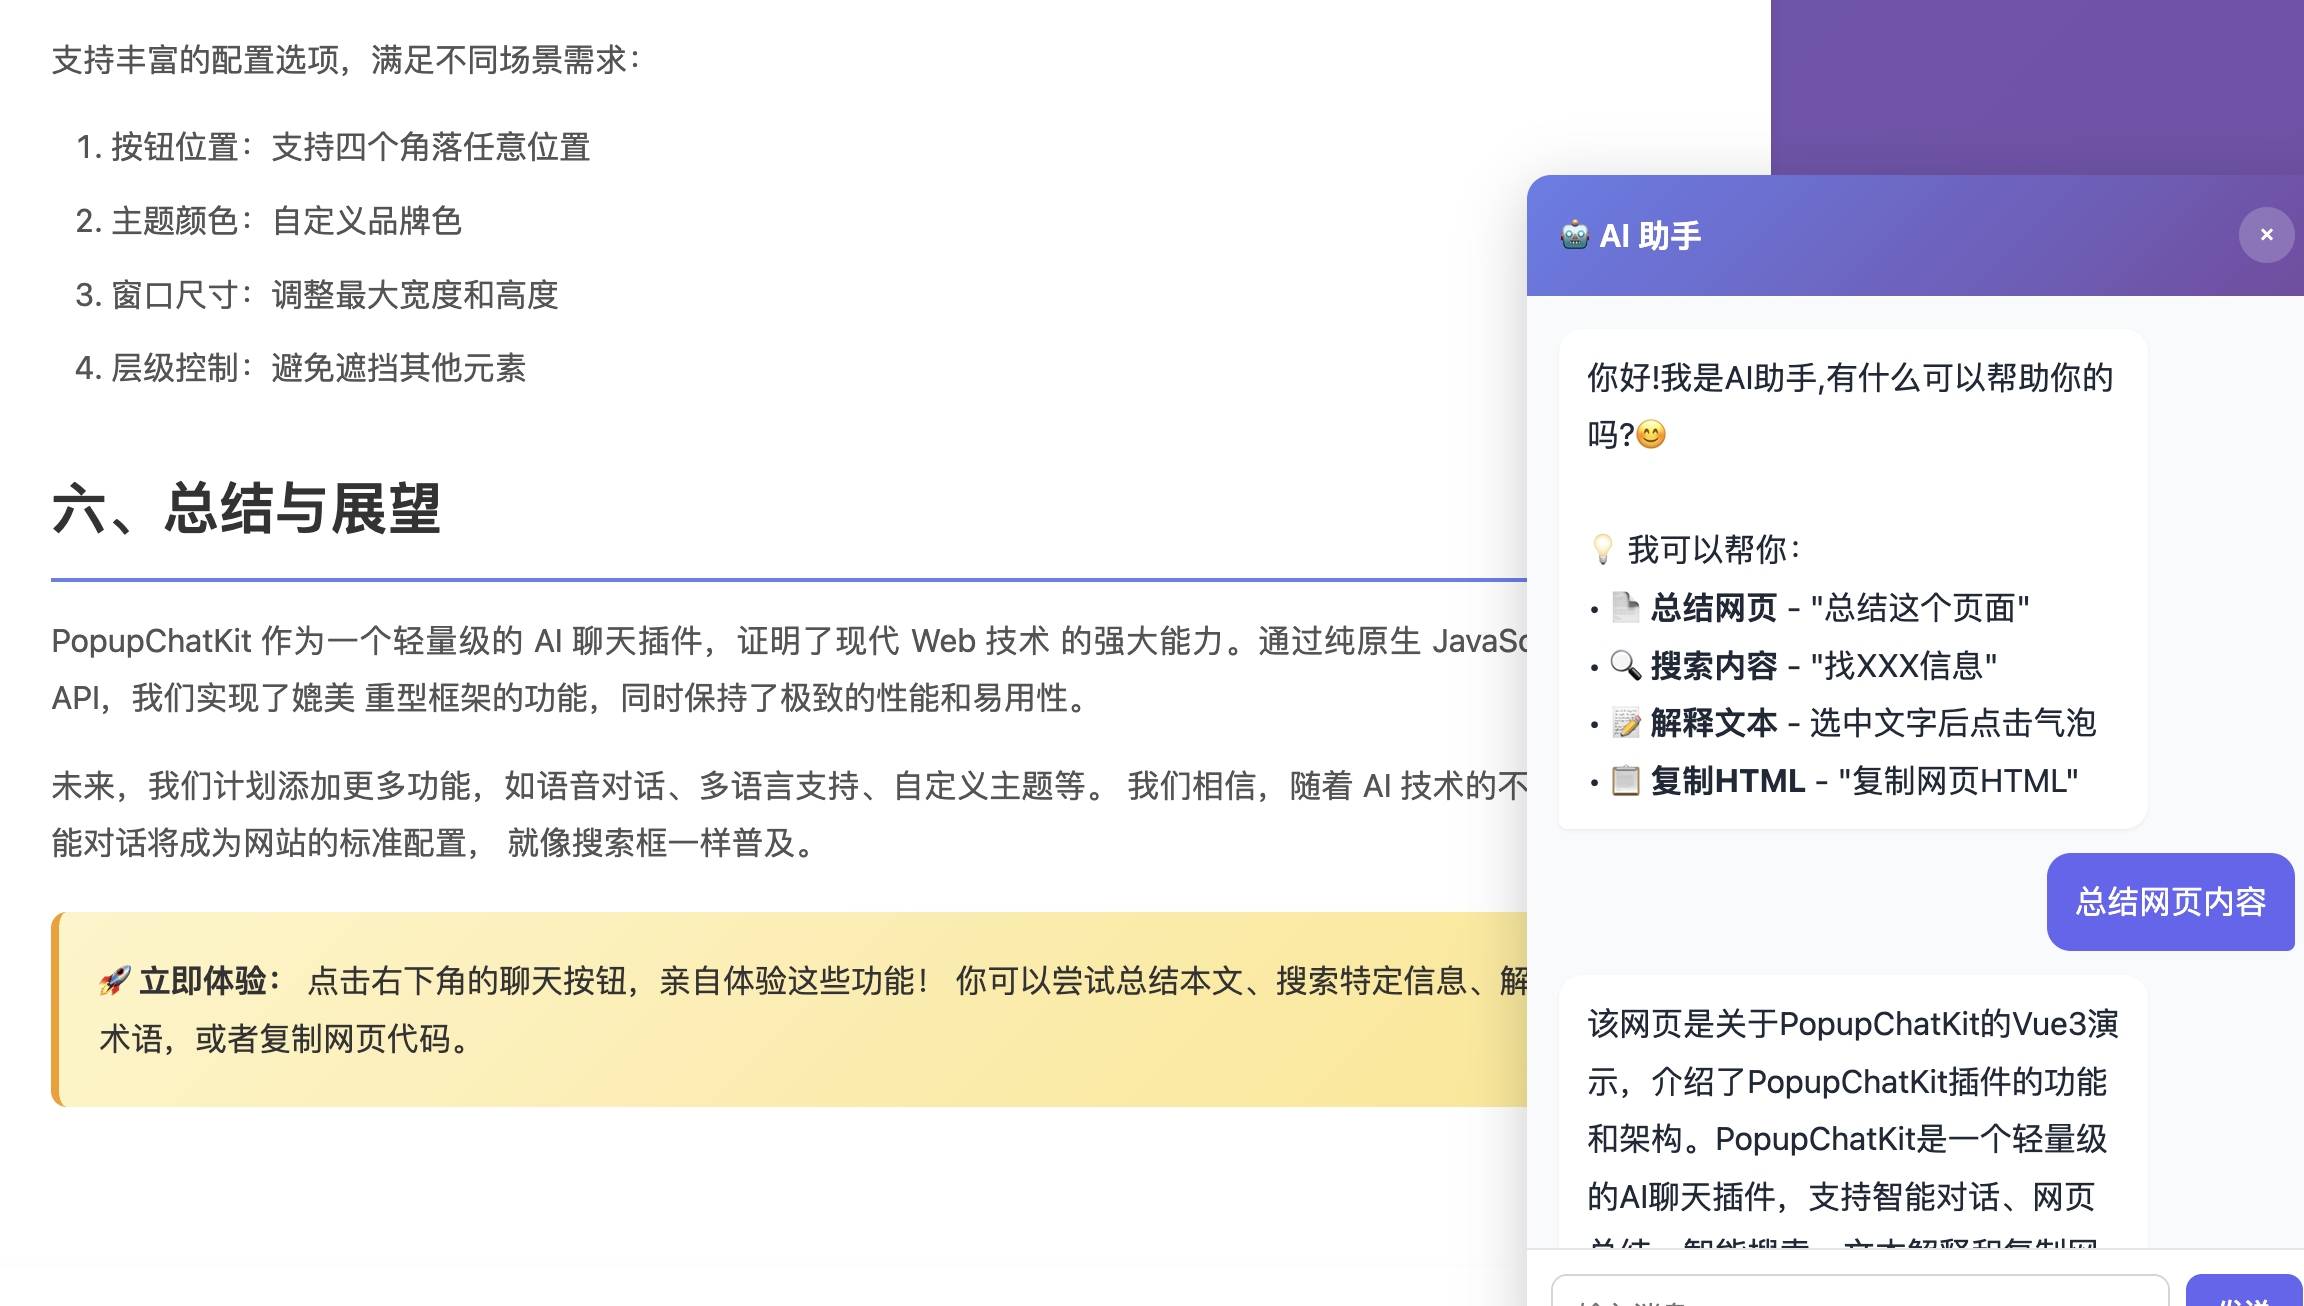 支持丰富的配置选项，满足不同场景需求：
1. 按钮位置：支持四个角落任意位置
2. 主题颜色：自定义品牌色
3. 窗口尺寸：调整最大宽度和高度
4. 层级控制：避免遮挡其他元素
六、总结与展望
PopupChatKit 作为一个轻量级的 AI 聊天插件，证明了现代 Web 技术 的强大能力。通过纯原生
API，我们实现了媲美 重型框架的功能，同时保持了极致的性能和易用性。
未来，我们计划添加更多功能，如语音对话、多语言支持、自定义主题等。 我们相信，随着 AI 技术的不
能对话将成为网站的标准配置， 就像搜索框一样普及。
🚀 立即体验： 点击右下角的聊天按钮，亲自体验这些功能！ 你可以尝试总结本文、搜索特定信息、解
术语，或者复制网页代码。
🤖 AI 助手
×
你好!我是AI助手,有什么可以帮助你的
吗?😊
💡 我可以帮你：
• 📄 总结网页 - "总结这个页面"
• 🔍 搜索内容 - "找XXX信息"
• 📝 解释文本 - 选中文字后点击气泡
• 📋 复制HTML - "复制网页HTML"
总结网页内容
该网页是关于PopupChatKit的Vue3演
示，介绍了PopupChatKit插件的功能
和架构。PopupChatKit是一个轻量级
的AI聊天插件，支持智能对话、网页